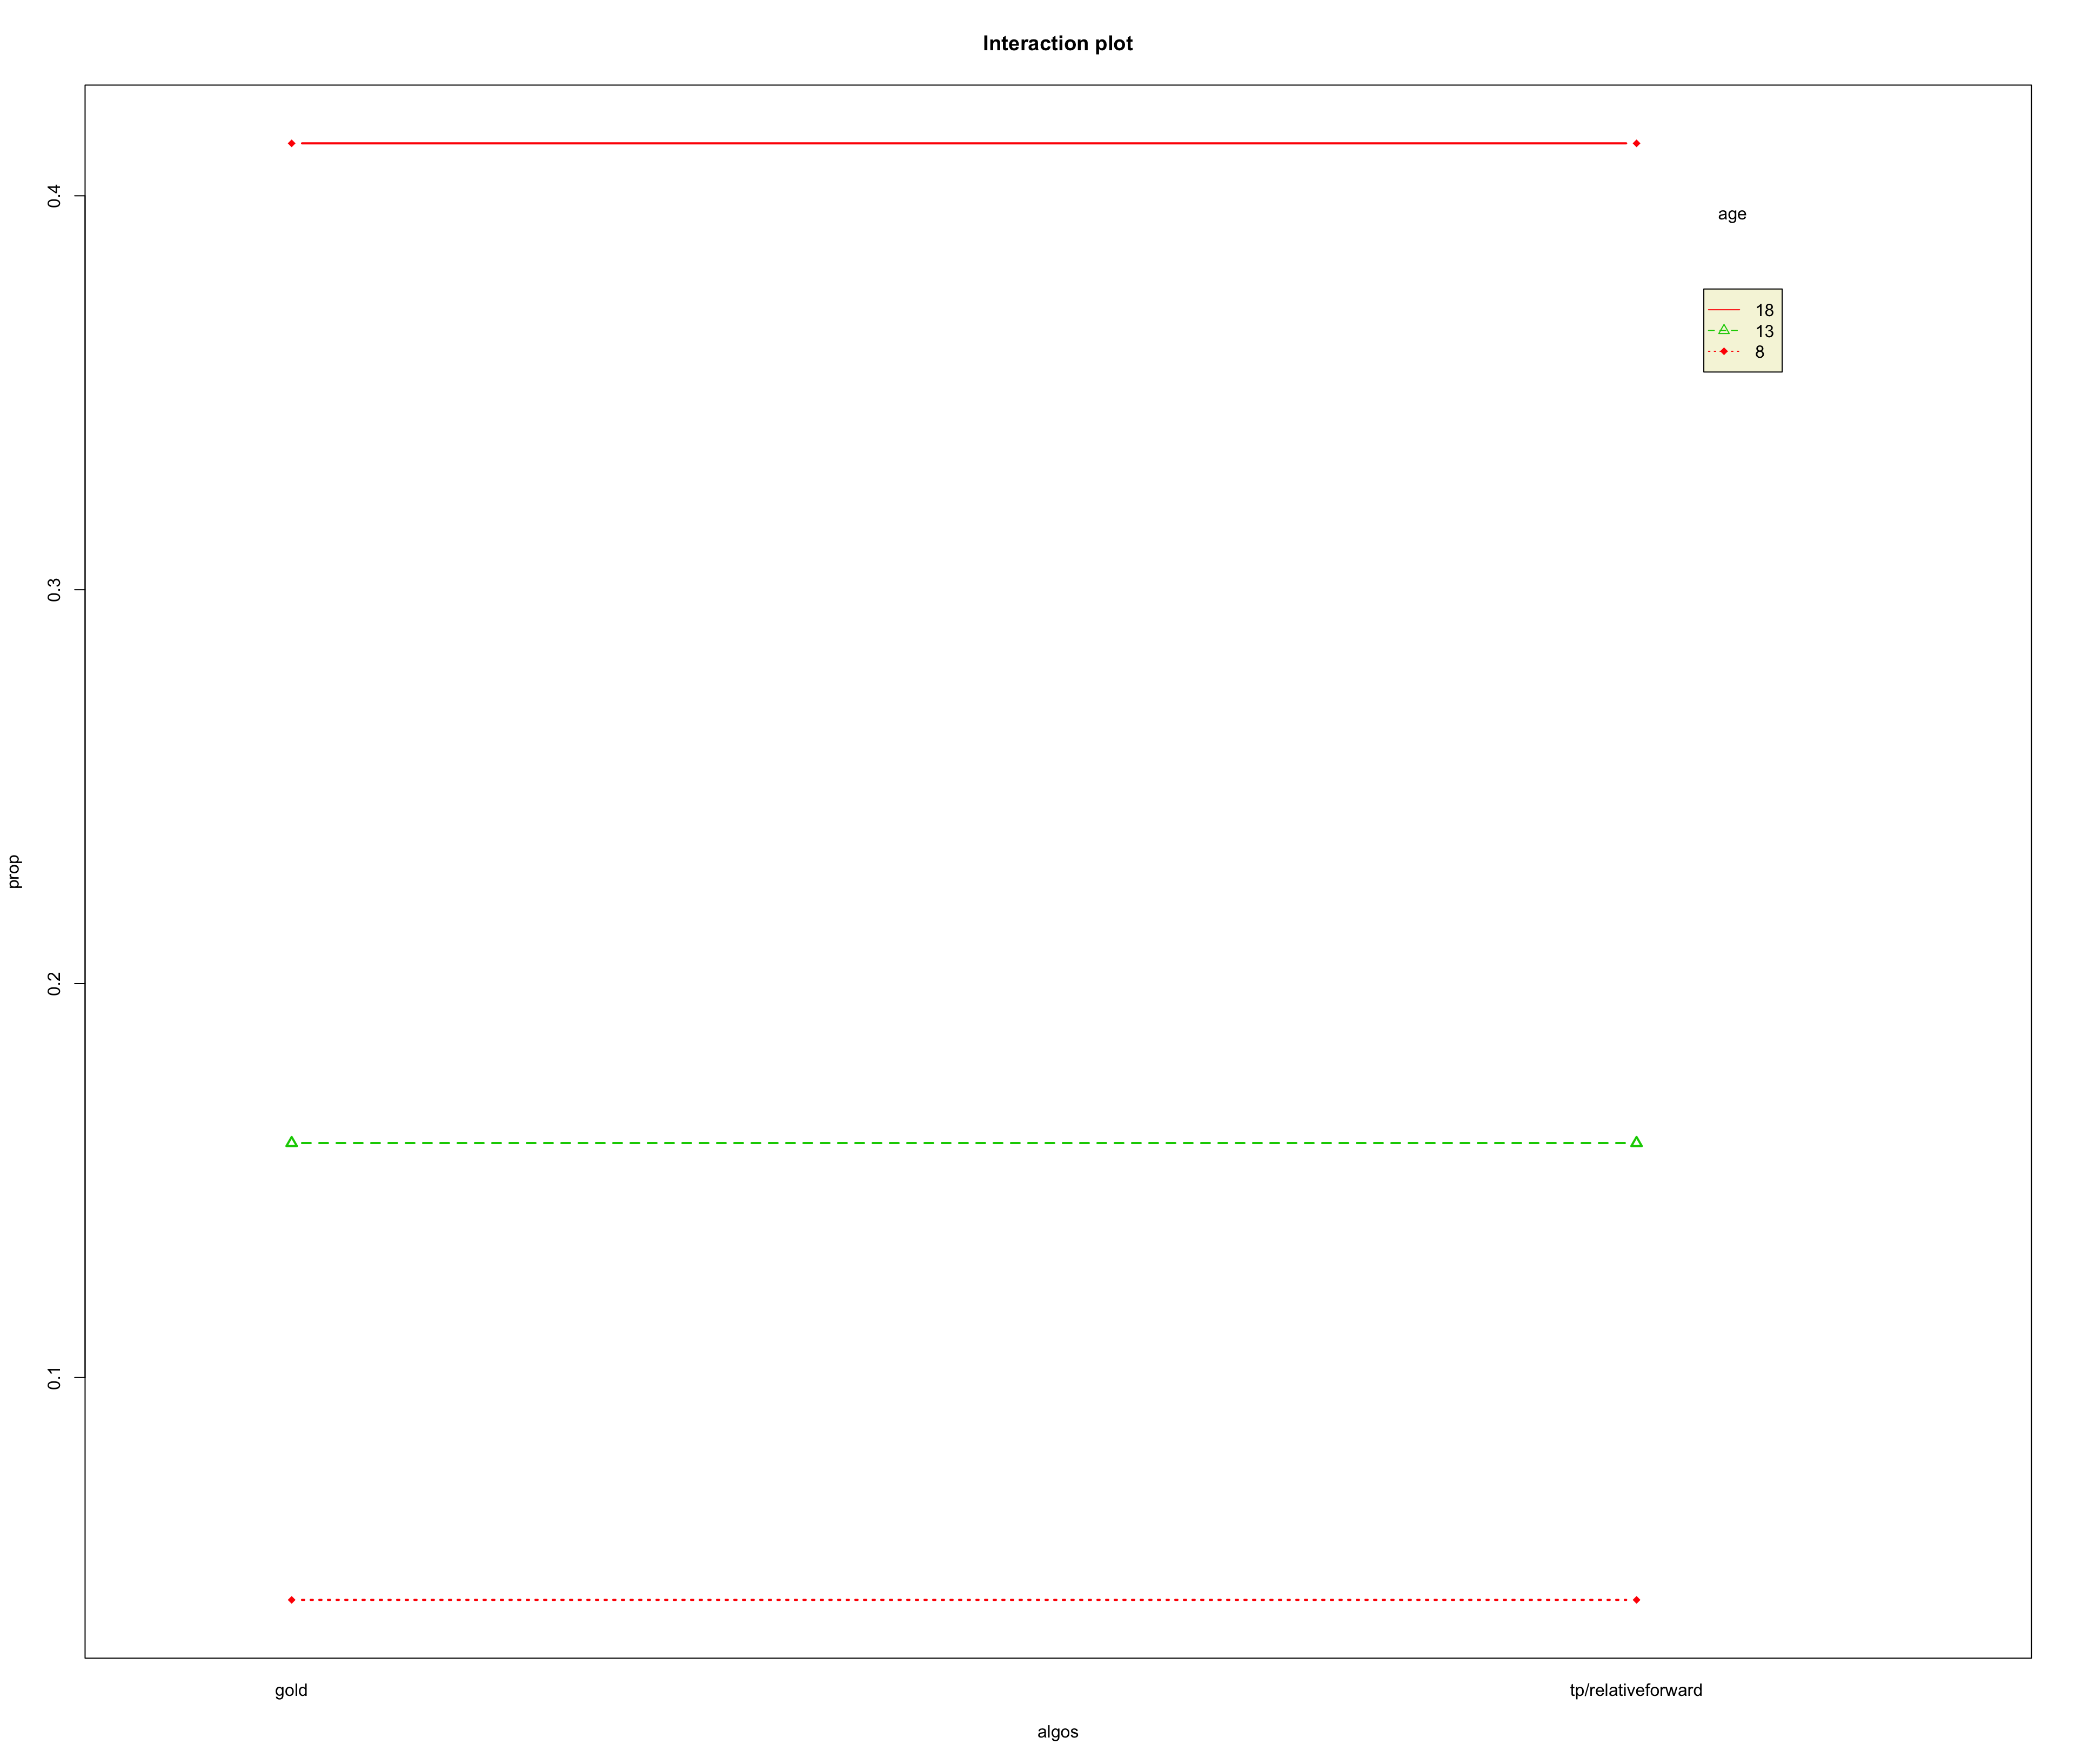 Interaction plot
0.4
age
18
13
8
0.3
prop
0.2
0.1
gold
tp/relativeforward
algos